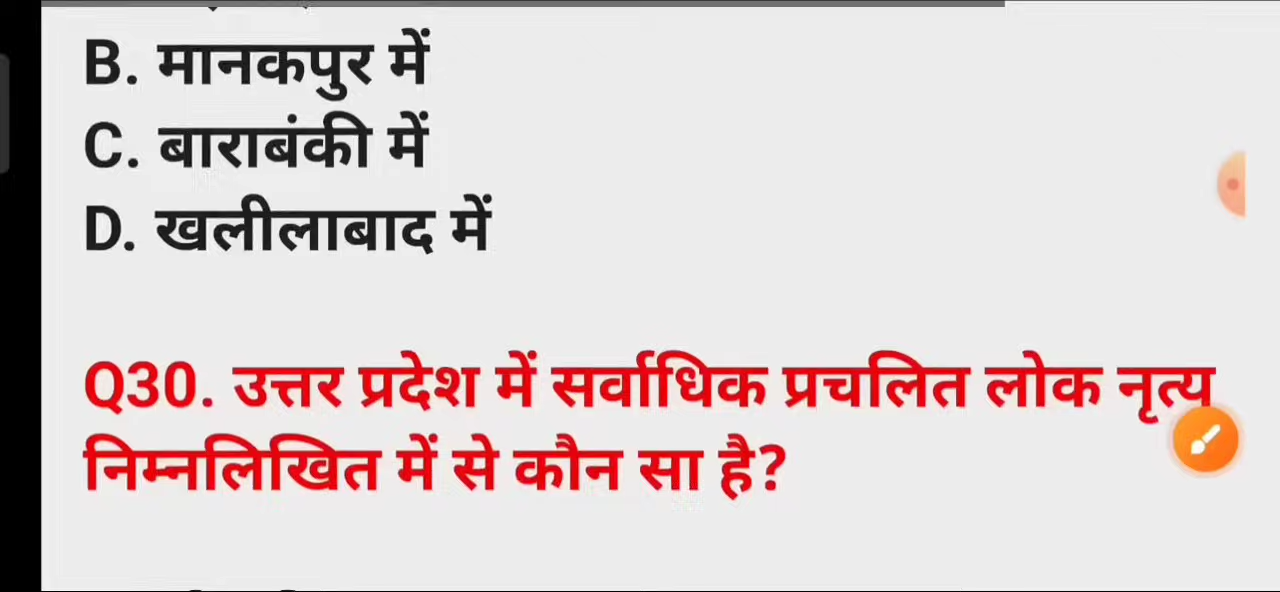 B. मानकपुर में
C. बाराबंकी में
D. खलीलाबाद में
Q30. उत्तर प्रदेश में सर्वाधिक प्रचलित लोक नृत्य
निम्नलिखित में से कौन सा है?